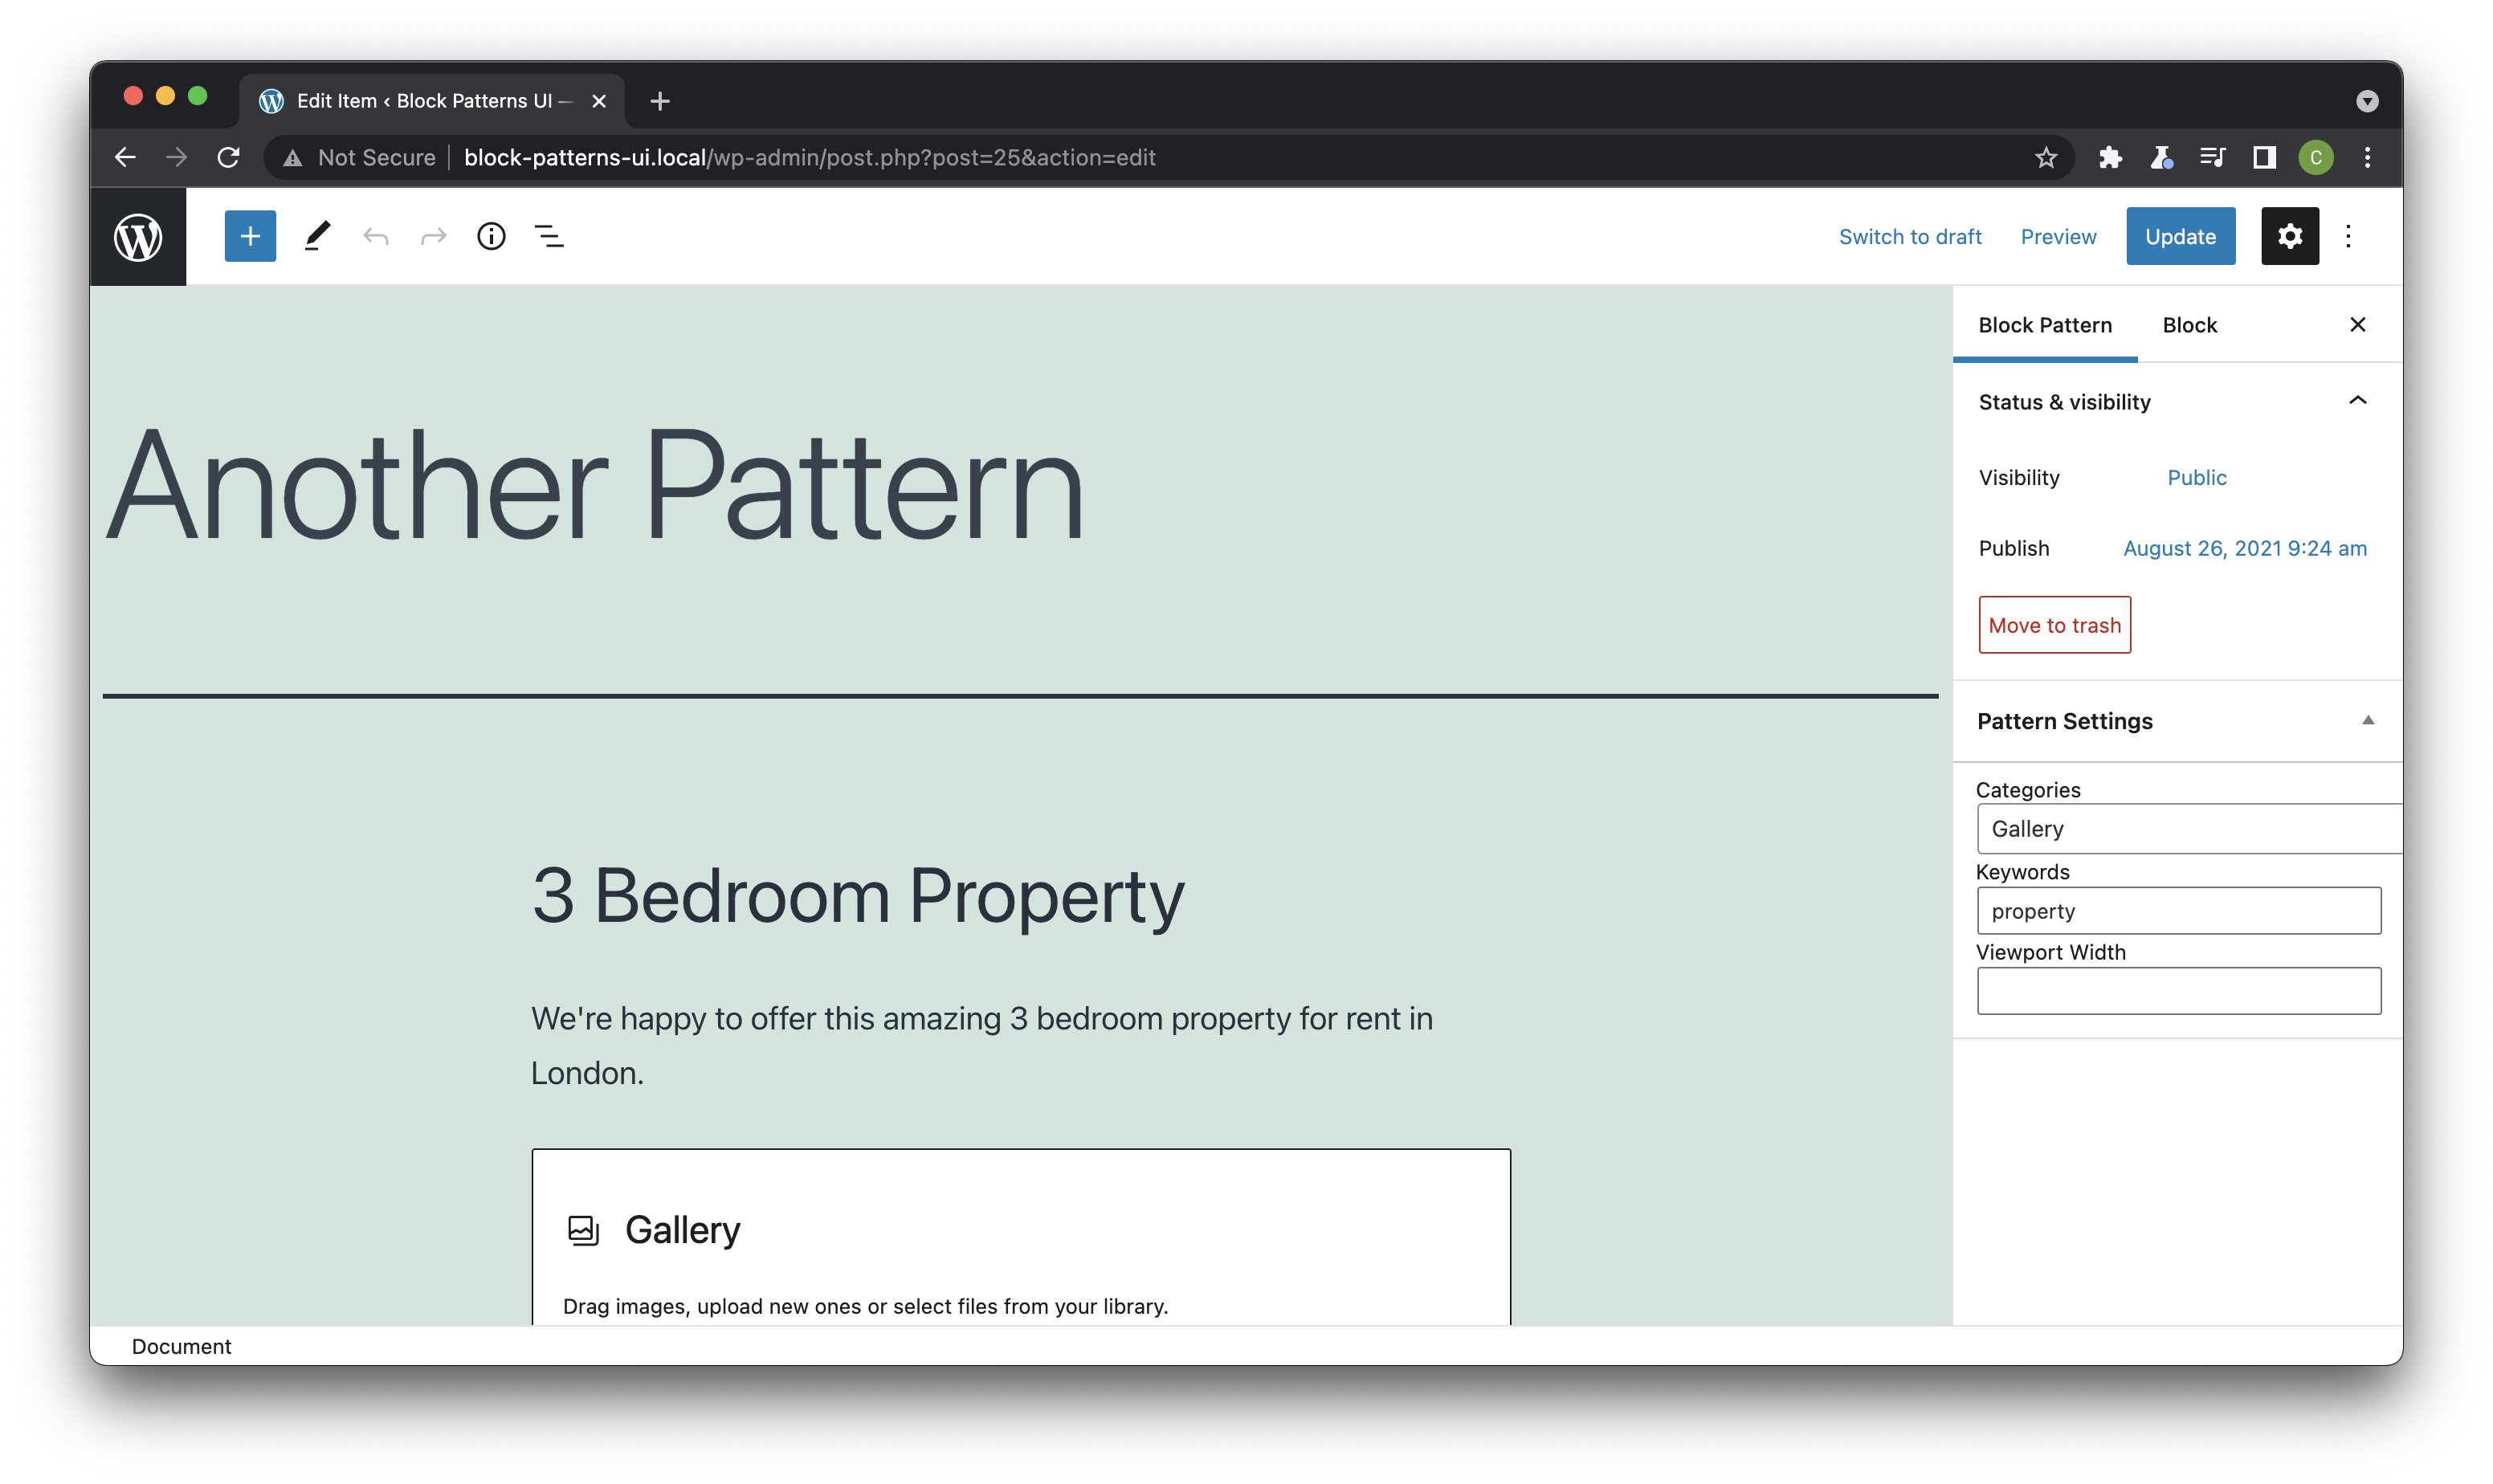 Edit Item ‹ Block Patterns UI —
Not Secure block-patterns-ui.local/wp-admin/post.php?post=25&action=edit
C
Switch to draft Preview Update
Block Pattern Block
Another Pattern
Status & visibility
Visibility Public
Publish August 26, 2021 9:24 am
Move to trash
Pattern Settings
Categories
Gallery
Keywords
property
Viewport Width
3 Bedroom Property
We're happy to offer this amazing 3 bedroom property for rent in
London.
Gallery
Drag images, upload new ones or select files from your library.
Document